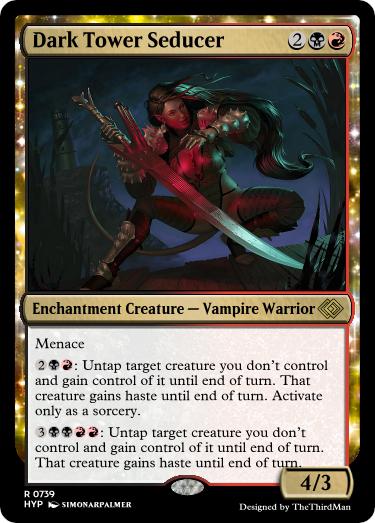 Dark Tower Seducer 2
Enchantment Creature — Vampire Warrior
Menace
2: Untap target creature you don't control
and gain control of it until end of turn. That
creature gains haste until end of turn. Activate
only as a sorcery.
3: Untap target creature you don't
control and gain control of it until end of turn.
That creature gains haste until end of turn.
4/3
R 0739
HYP SIMONARPALMER
Designed by TheThirdMan